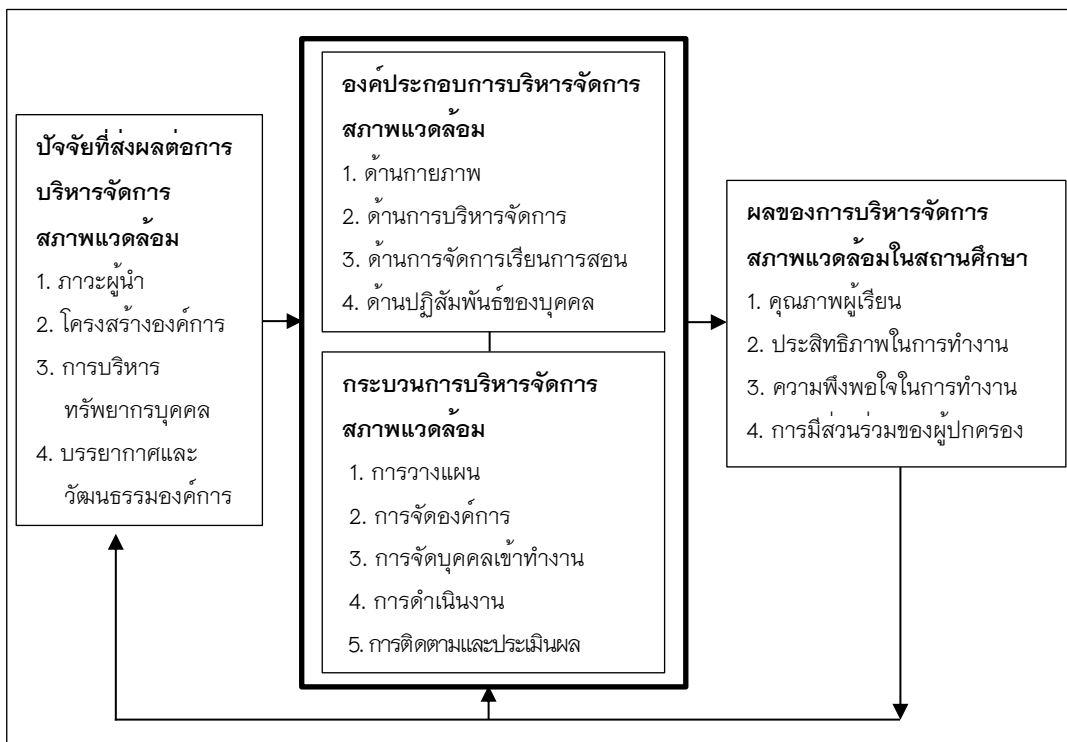 ปัจจัยที่ส่งผลต่อการ
บริหารจัดการ
สภาพแวดล้อม
1. ภาวะผู้นำ
2. โครงสร้างองค์การ
3. การบริหาร
ทรัพยากรบุคคล
4. บรรยากาศและ
วัฒนธรรมองค์การ
องค์ประกอบการบริหารจัดการ
สภาพแวดล้อม
1. ด้านกายภาพ
2. ด้านการบริหารจัดการ
3. ด้านการจัดการเรียนการสอน
4. ด้านปฏิสัมพันธ์ของบุคคล
กระบวนการบริหารจัดการ
สภาพแวดล้อม
1. การวางแผน
2. การจัดองค์การ
3. การจัดบุคคลเข้าทำงาน
4. การดำเนินงาน
5. การติดตามและประเมินผล
ผลของการบริหารจัดการ
สภาพแวดล้อมในสถานศึกษา
1. คุณภาพผู้เรียน
2. ประสิทธิภาพในการทำงาน
3. ความพึงพอใจในการทำงาน
4. การมีส่วนร่วมของผู้ปกครอง